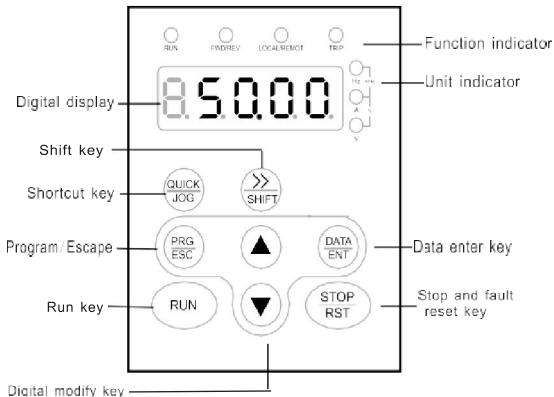 RUN FWD/REV LOCAL/REMOT TRIP
Function indicator
Hz
Unit indicator
A
V
Digital display
8.50.00
Shift key
Shortcut key
QUICK
JOG
>>
SHIFT
Program/Escape
PRG
ESC
▲
DATA
ENT
Data enter key
Run key
RUN
▼
STOP
RST
Stop and fault
reset key
Digital modify key